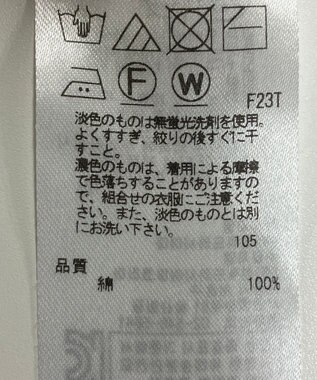 F W
F23T
淡色のものは無蛍光洗剤を使用。
よくすすぎ、絞りの後すぐに干
すこと。
濃色のものは、着用による摩擦
で色落ちすることがありますの
で、組合せの衣服にご注意くだ
さい。また、淡色のものとは別
にお洗い下さい。
105
品質
綿 100%